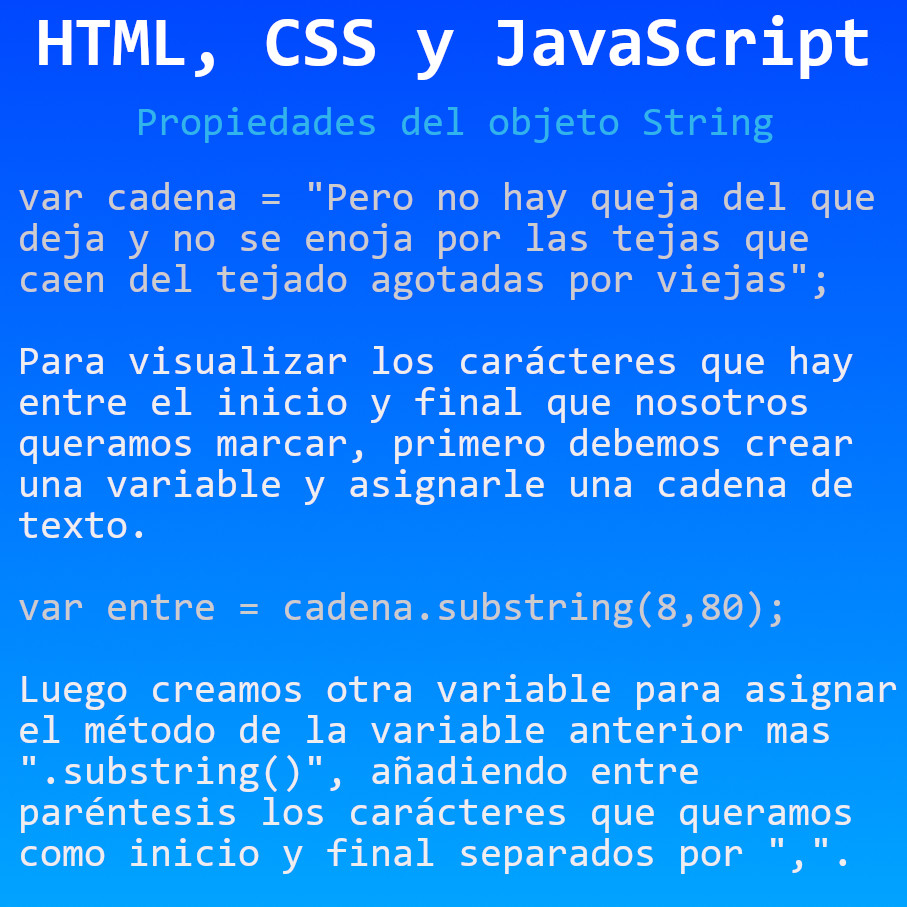 HTML, CSS y JavaScript
Propiedades del objeto String
var cadena = "Pero no hay queja del que
deja y no se enoja por las tejas que
caen del tejado agotadas por viejas";
Para visualizar los carácteres que hay
entre el inicio y final que nosotros
queramos marcar, primero debemos crear
una variable y asignarle una cadena de
texto.
var entre = cadena.substring(8,80);
Luego creamos otra variable para asignar
el método de la variable anterior mas
".substring()", añadiendo entre
paréntesis los carácteres que queramos
como inicio y final separados por ",".